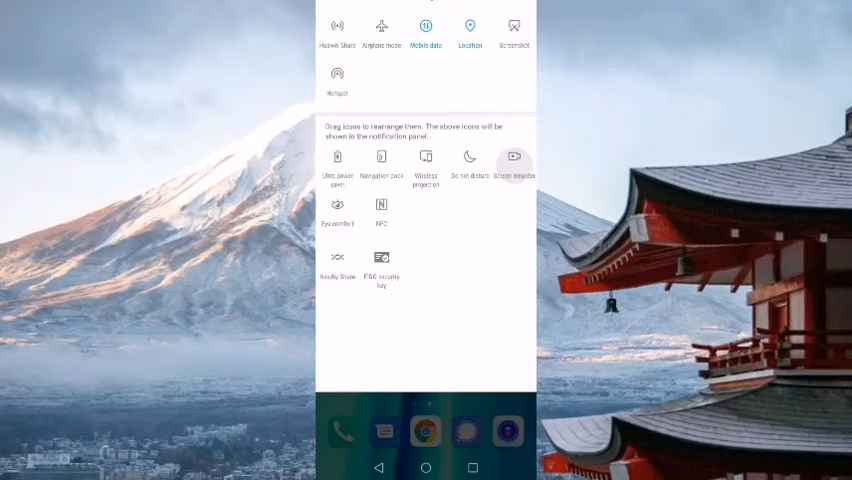 Huawei Share Airplane mode Mobile data Location Screenshot
Hotspot
Drag icons to rearrange them. The above icons will be
shown in the notification panel.
Ultra power
saver
Navigation dock
Wireless
projection
Do not disturb
Screen recorder
Eye comfort NFC
Nearby Share
FIDO security
key